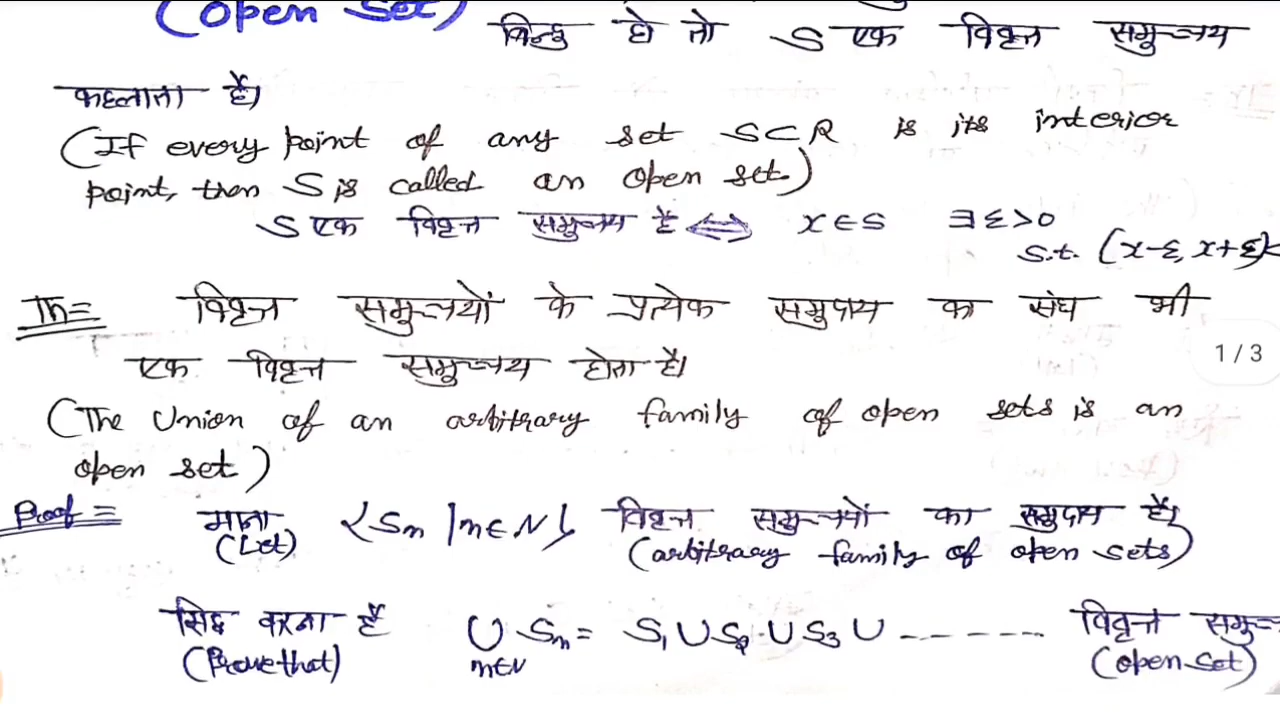 (Open Set)
बिन्दु हो तो S एक विवृत्त समुच्चय
कहलाता है।
(If every point of any set S⊂R is its interior
point, then S is called an open set.)
S एक विवृत्त समुच्चय है ⟺ x∈S ∃ε>0
s.t. (x-ε, x+ε)
Th= विवृत्त समुच्चयों के प्रत्येक समुदाय का संघ भी
एक विवृत्त समुच्चय होता है।
1 / 3
(The Union of an arbitrary family of open sets is an
open set)
Proof = माना {Sₘ | m∈N} विवृत्त समुच्चयों का समुदाय है।
(Let) (arbitrary family of open sets)
सिद्ध करना है ∪ Sₘ = S₁∪S₂∪S₃∪ ------- विवृत्त
(Prove that) m∈N (open set)